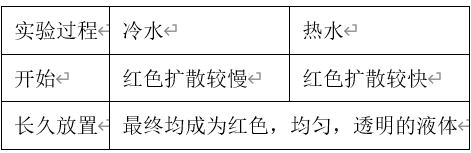 实验过程 冷水 热水
开始 红色扩散较慢 红色扩散较快
长久放置 最终均成为红色，均匀，透明的液体